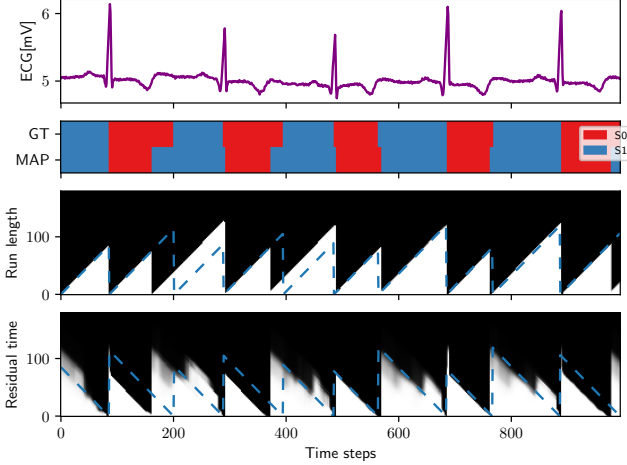 ECG[mV]
6
5
GT
MAP
S0
S1
Run length
100
0
Residual time
100
0
0
200
400
600
800
Time steps